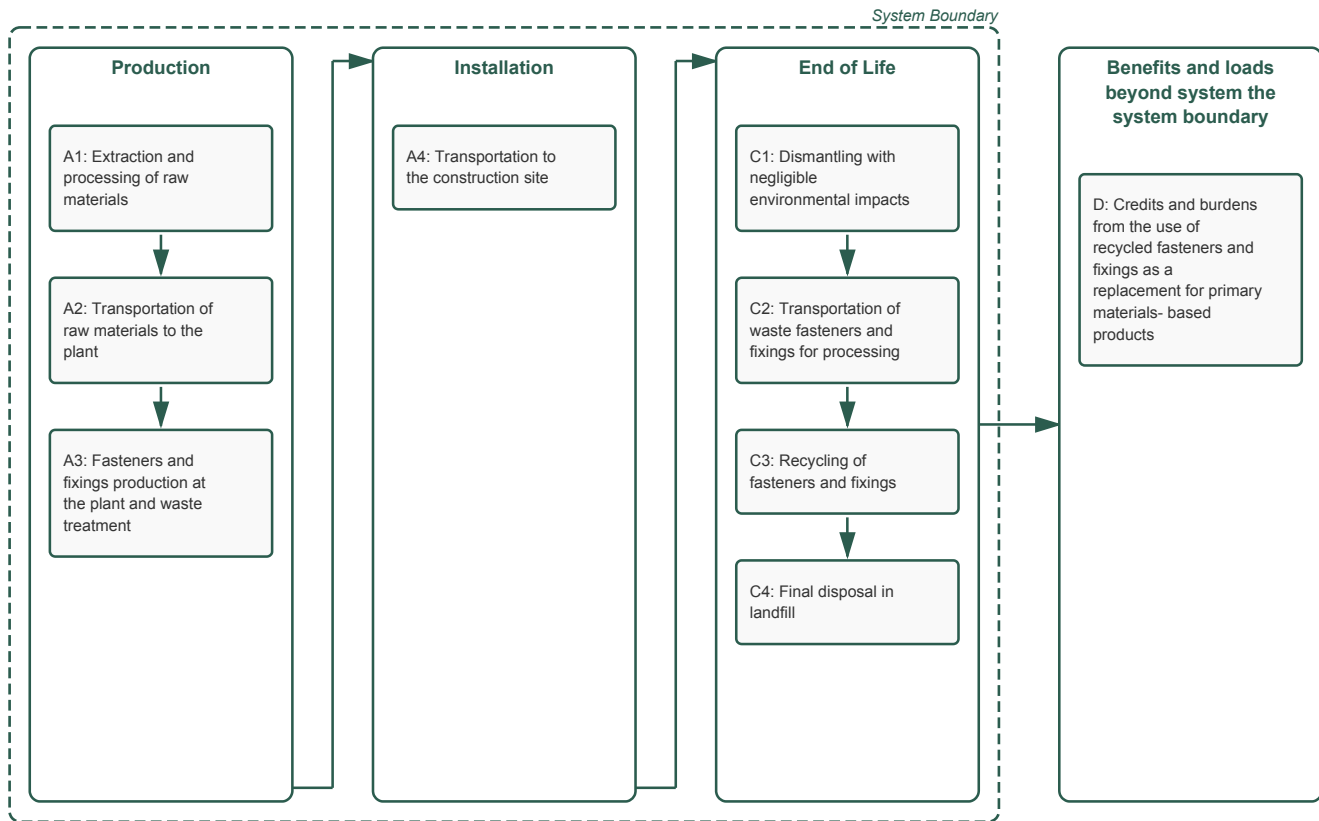 System Boundary
Production
A1: Extraction and
processing of raw
materials
A2: Transportation of
raw materials to the
plant
A3: Fasteners and
fixings production at
the plant and waste
treatment
Installation
A4: Transportation to
the construction site
End of Life
C1: Dismantling with
negligible
environmental impacts
C2: Transportation of
waste fasteners and
fixings for processing
C3: Recycling of
fasteners and fixings
C4: Final disposal in
landfill
Benefits and loads
beyond system the
system boundary
D: Credits and burdens
from the use of
recycled fasteners and
fixings as a
replacement for primary
materials- based
products